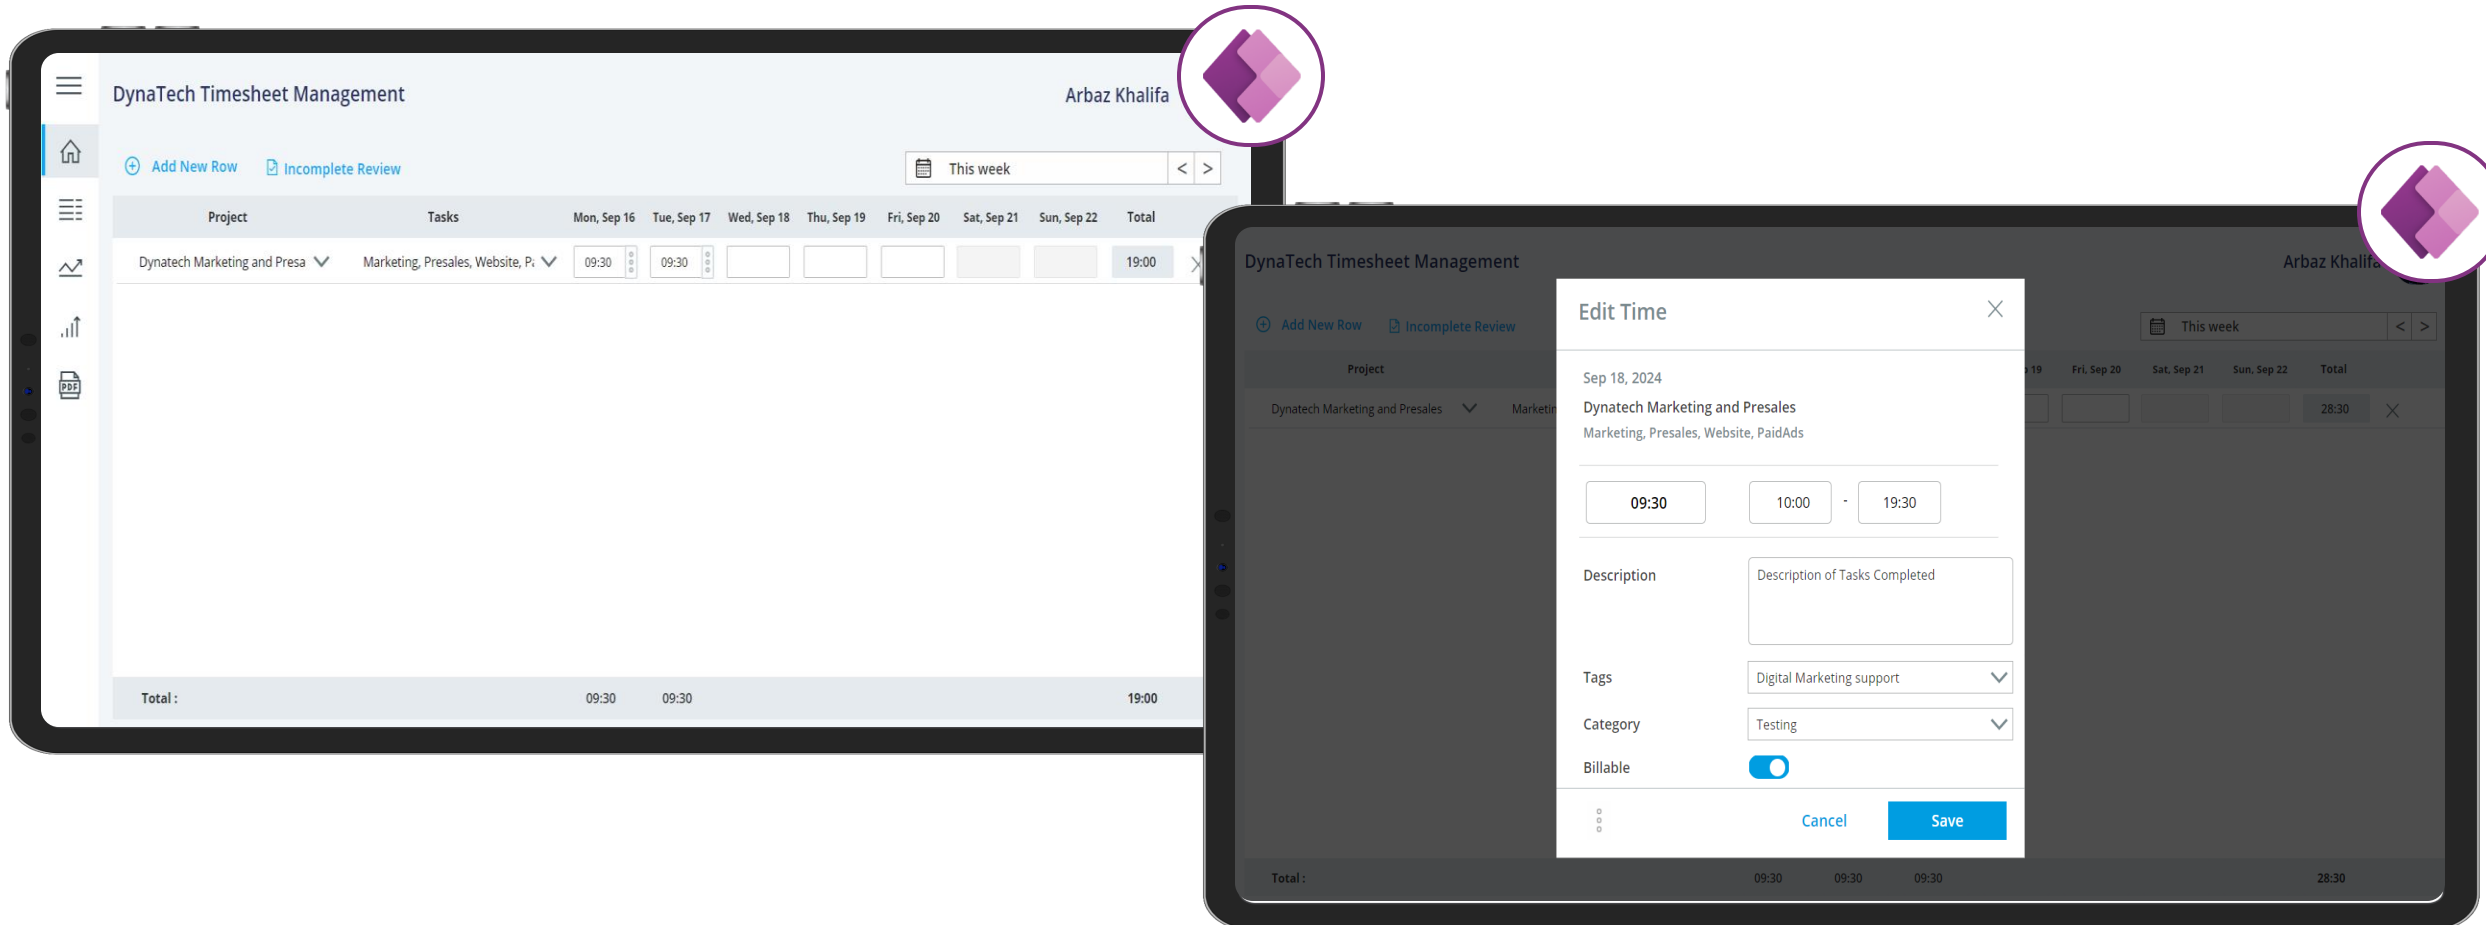 DynaTech Timesheet Management
Arbaz Khalifa
Add New Row Incomplete Review This week < >
Project Tasks Mon, Sep 16 Tue, Sep 17 Wed, Sep 18 Thu, Sep 19 Fri, Sep 20 Sat, Sep 21 Sun, Sep 22 Total
Dynatech Marketing and Presa Marketing, Presales, Website, Pa 09:30 09:30 19:00
PDF
Total : 09:30 09:30 19:00
DynaTech Timesheet Management
Arbaz Khalifa
Add New Row Incomplete Review This week < >
Project 19 Fri, Sep 20 Sat, Sep 21 Sun, Sep 22 Total
Dynatech Marketing and Presales Marketin 28:30
Edit Time
Sep 18, 2024
Dynatech Marketing and Presales
Marketing, Presales, Website, PaidAds
09:30 10:00 - 19:30
Description Description of Tasks Completed
Tags Digital Marketing support
Category Testing
Billable
Cancel Save
Total : 09:30 09:30 09:30 28:30